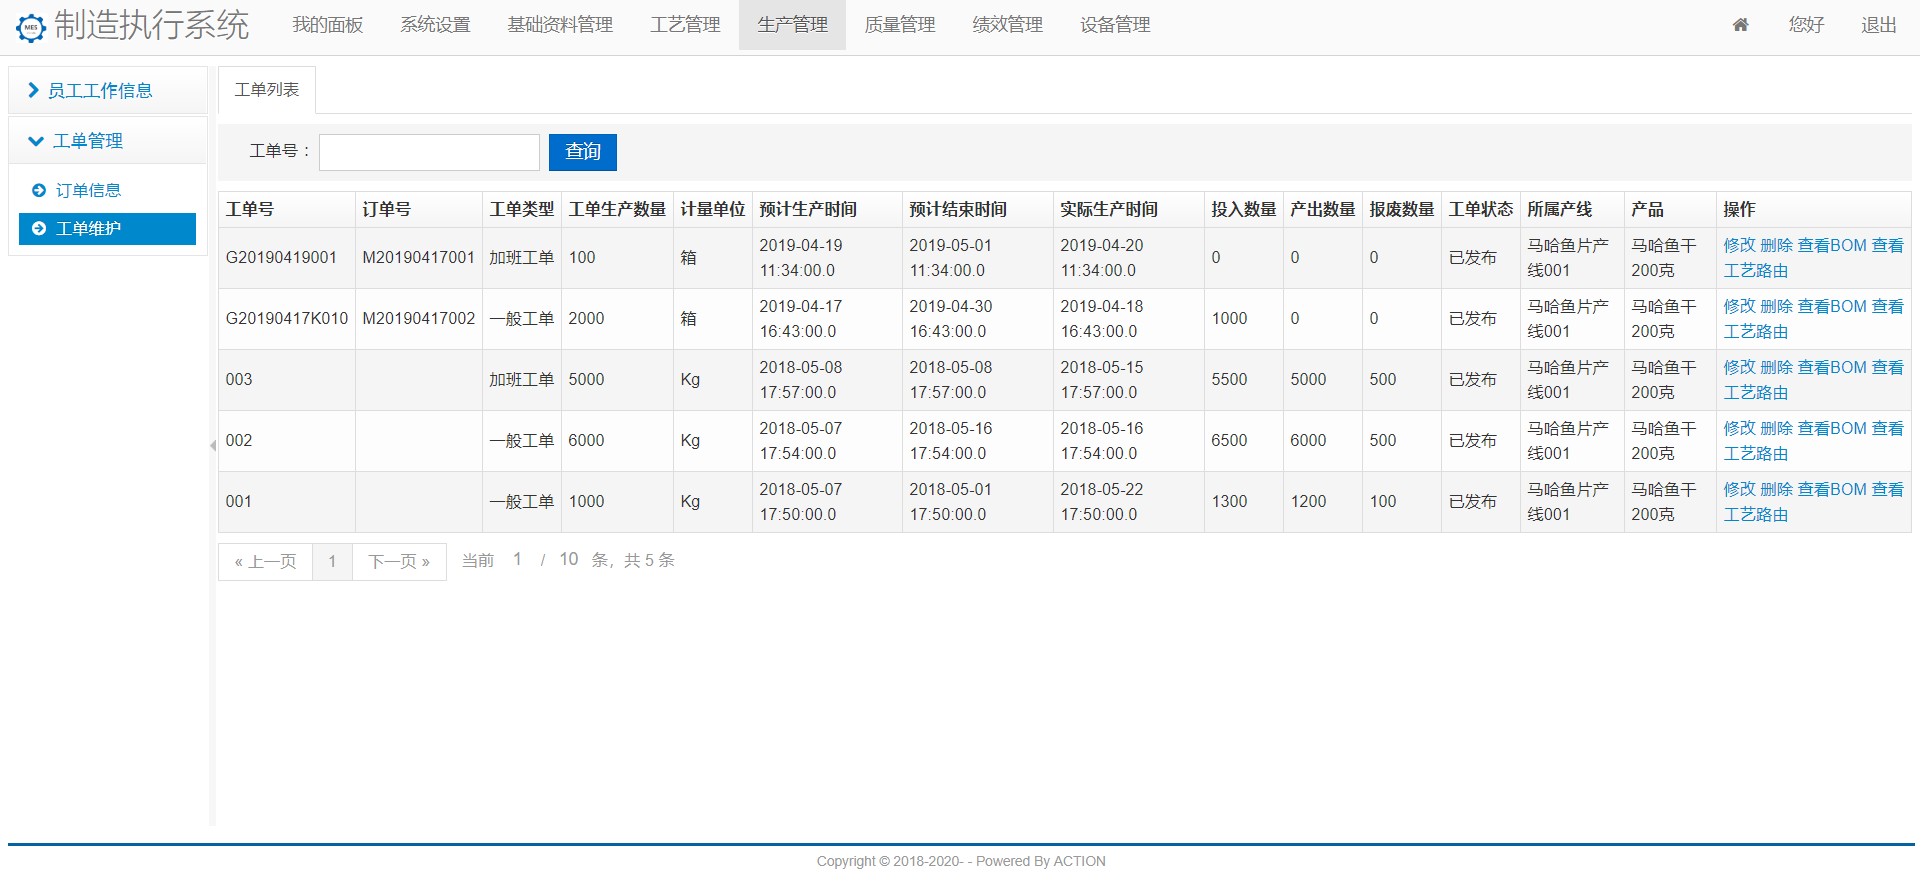 MES 制造执行系统 我的面板 系统设置 基础资料管理 工艺管理 生产管理 质量管理 绩效管理 设备管理 您好 退出
员工工作信息
工单管理
订单信息
工单维护
工单列表
工单号： 查询
工单号 订单号 工单类型 工单生产数量 计量单位 预计生产时间 预计结束时间 实际生产时间 投入数量 产出数量 报废数量 工单状态 所属产线 产品 操作
G20190419001 M20190417001 加班工单 100 箱 2019-04-19 11:34:00.0 2019-05-01 11:34:00.0 2019-04-20 11:34:00.0 0 0 0 已发布 马哈鱼片产线001 马哈鱼干200克 修改 删除 查看BOM 查看工艺路由
G20190417K010 M20190417002 一般工单 2000 箱 2019-04-17 16:43:00.0 2019-04-30 16:43:00.0 2019-04-18 16:43:00.0 1000 0 0 已发布 马哈鱼片产线001 马哈鱼干200克 修改 删除 查看BOM 查看工艺路由
003 加班工单 5000 Kg 2018-05-08 17:57:00.0 2018-05-08 17:57:00.0 2018-05-15 17:57:00.0 5500 5000 500 已发布 马哈鱼片产线001 马哈鱼干200克 修改 删除 查看BOM 查看工艺路由
002 一般工单 6000 Kg 2018-05-07 17:54:00.0 2018-05-16 17:54:00.0 2018-05-16 17:54:00.0 6500 6000 500 已发布 马哈鱼片产线001 马哈鱼干200克 修改 删除 查看BOM 查看工艺路由
001 一般工单 1000 Kg 2018-05-07 17:50:00.0 2018-05-01 17:50:00.0 2018-05-22 17:50:00.0 1300 1200 100 已发布 马哈鱼片产线001 马哈鱼干200克 修改 删除 查看BOM 查看工艺路由
« 上一页 1 下一页 » 当前 1 / 10 条，共 5 条
Copyright © 2018-2020- - Powered By ACTION